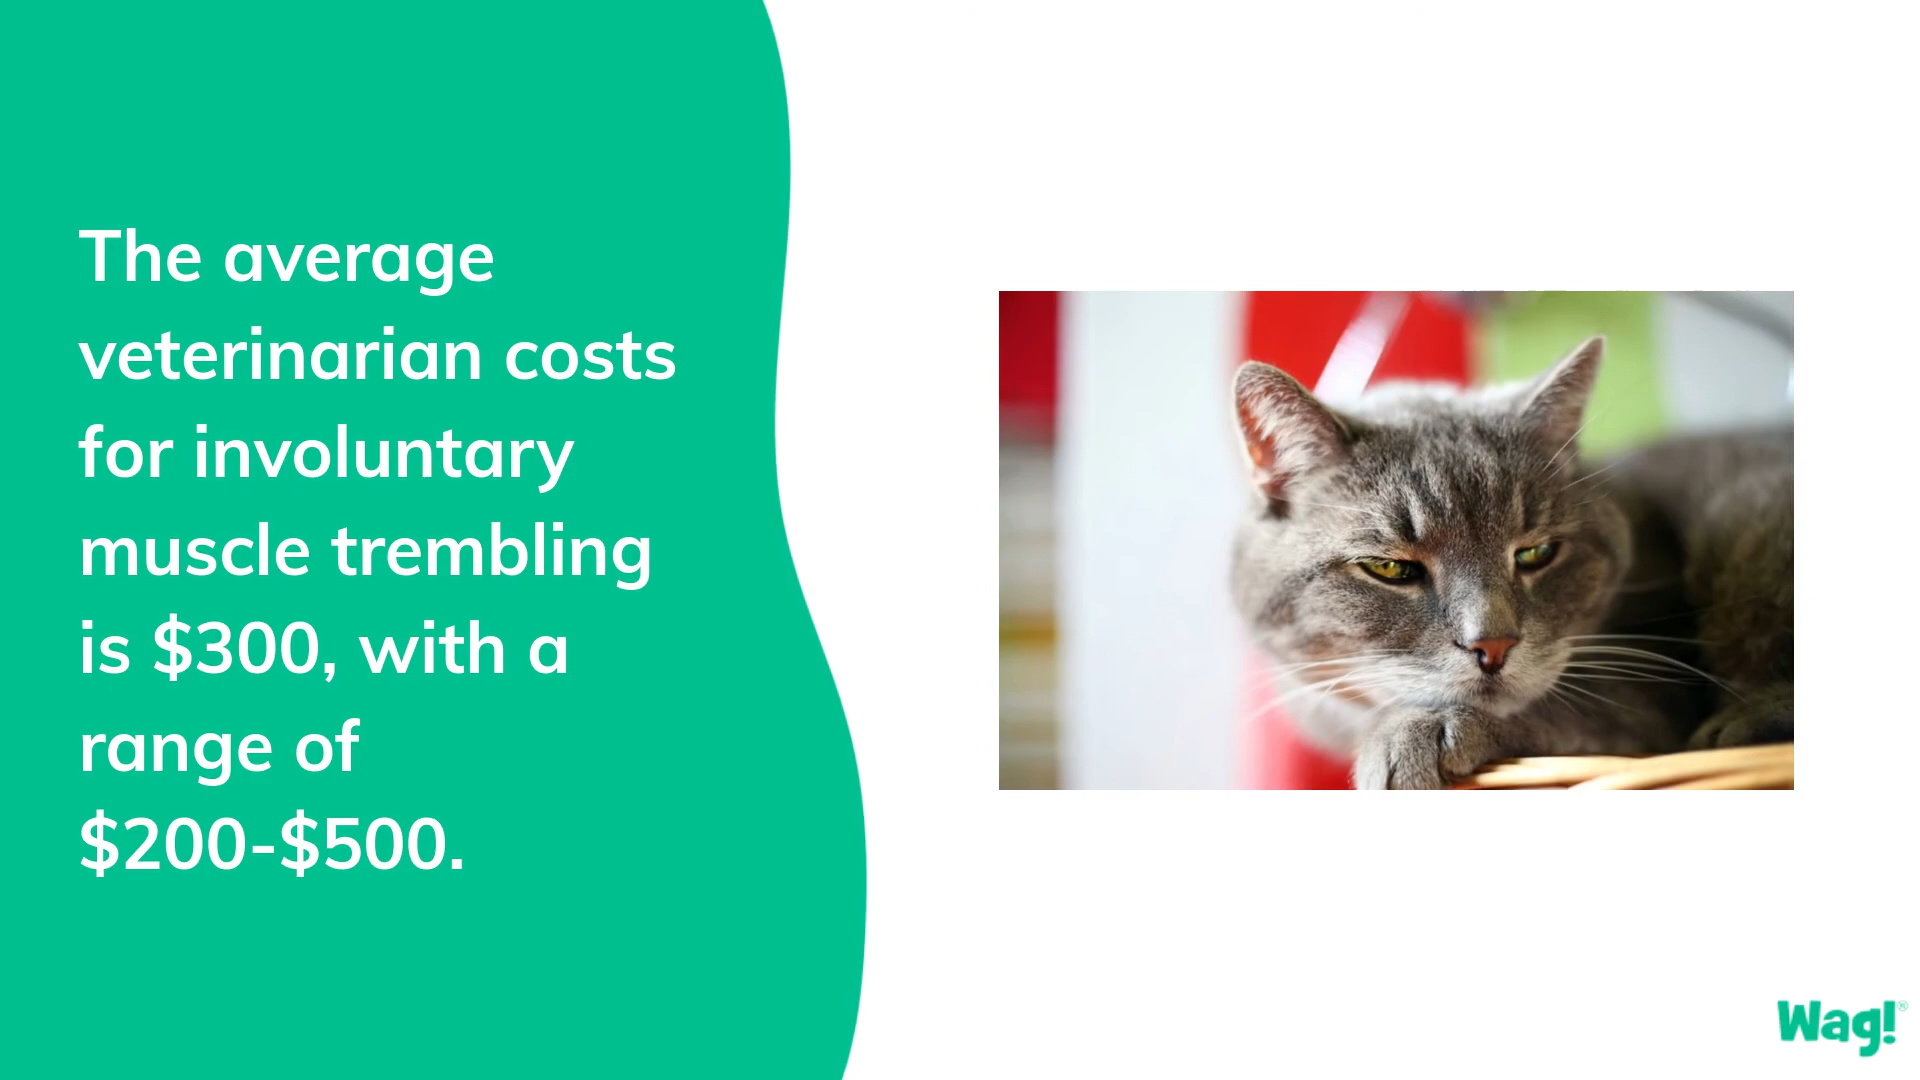 The average
veterinarian costs
for involuntary
muscle trembling
is $300, with a
range of
$200-$500.
Wag!®